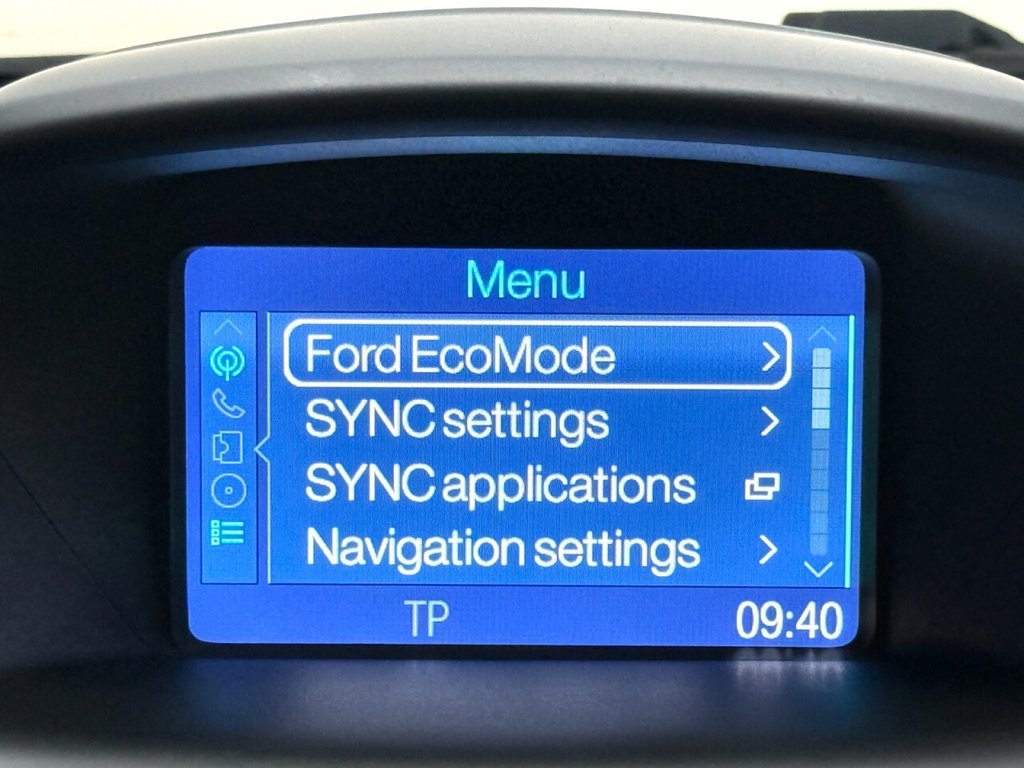 Menu
Ford EcoMode
SYNC settings
SYNC applications
Navigation settings
TP 09:40